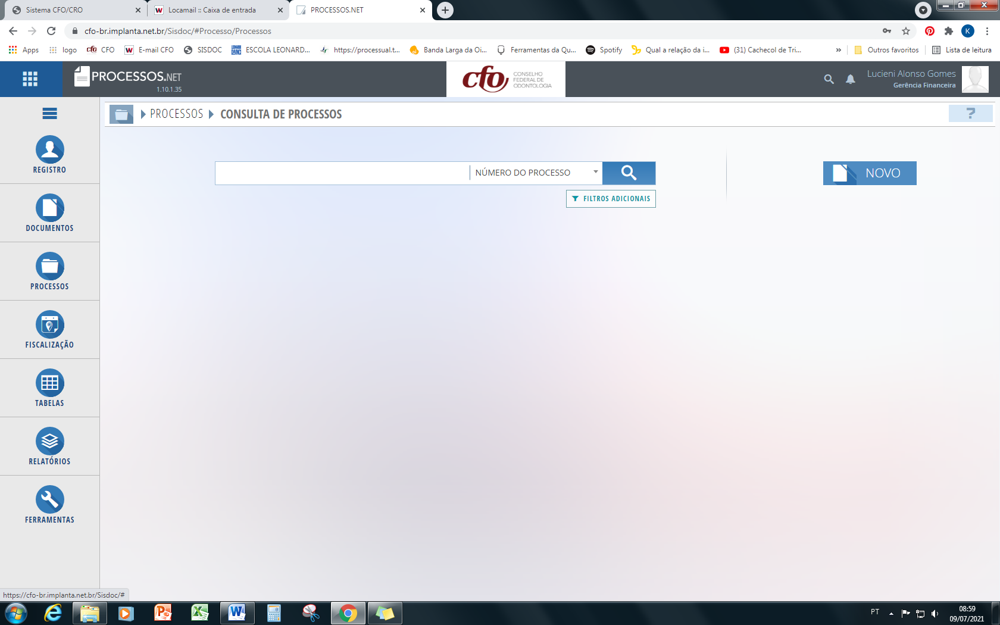 Sistema CFO/CRO
Locamail :: Caixa de entrada
PROCESSOS.NET
cfo-br.implanta.net.br/Sisdoc/#Processo/Processos
K
Apps
logo
CFO
E-mail CFO
SISDOC
ESCOLA LEONARD...
https://processual.t...
Banda Larga da Oi...
Ferramentas da Qu...
Spotify
Qual a relação da i...
(31) Cachecol de Tri...
»
Outros favoritos
Lista de leitura
PROCESSOS.NET
1.10.1.35
cfo
CONSELHO
FEDERAL DE
ODONTOLOGIA
Lucieni Alonso Gomes
Gerência Financeira
PROCESSOS
CONSULTA DE PROCESSOS
?
REGISTRO
DOCUMENTOS
PROCESSOS
FISCALIZAÇÃO
TABELAS
RELATÓRIOS
FERRAMENTAS
NÚMERO DO PROCESSO
FILTROS ADICIONAIS
NOVO
https://cfo-br.implanta.net.br/Sisdoc/#
PT
08:59
09/07/2021